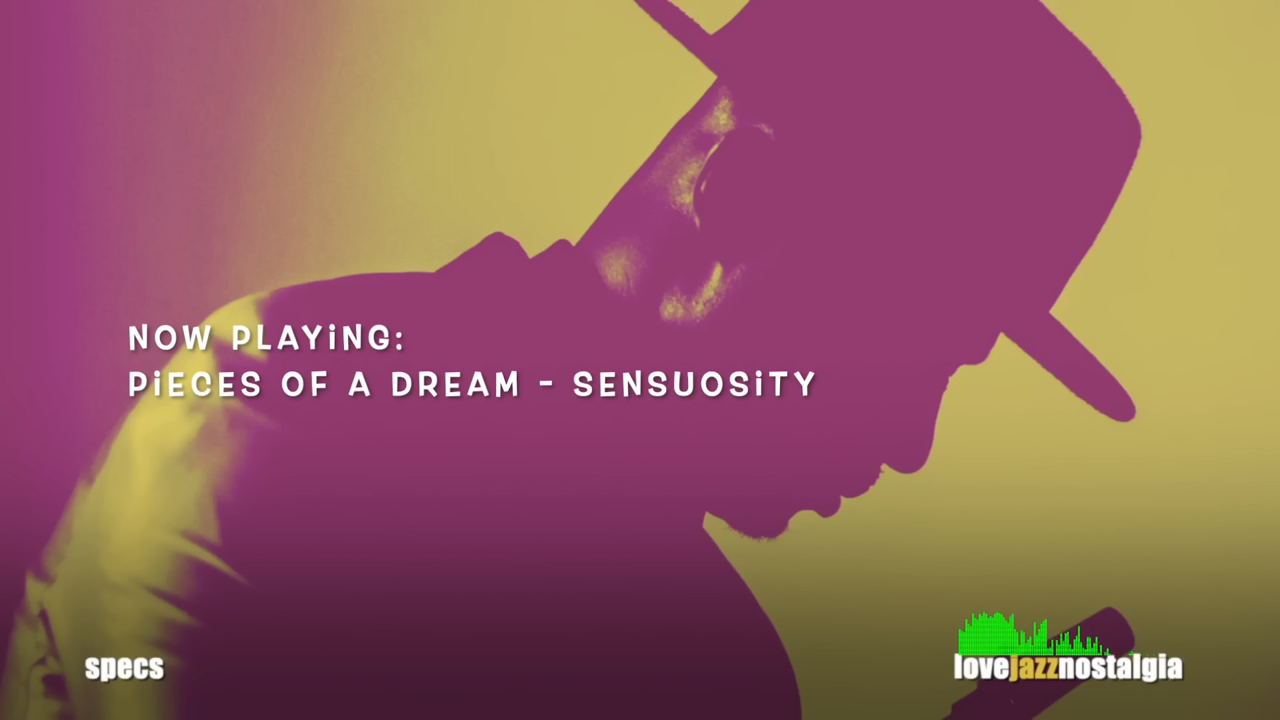 NOW PLAYiNG:
PiECES OF A DREAM - SENSUOSiTY
specs
lovejazznostalgia